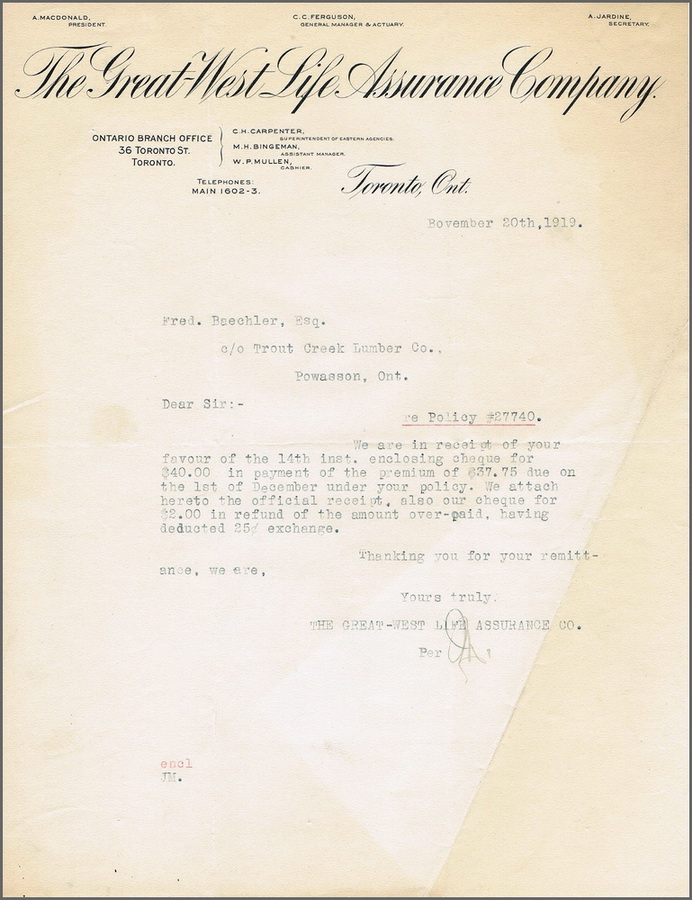 A. MACDONALD,
PRESIDENT.
C. C. FERGUSON,
GENERAL MANAGER & ACTUARY.
A. JARDINE,
SECRETARY.
The Great-West Life Assurance Company.
ONTARIO BRANCH OFFICE
36 TORONTO ST.
TORONTO.
C. H. CARPENTER,
SUPERINTENDENT OF EASTERN AGENCIES.
M. H. BINGEMAN,
ASSISTANT MANAGER.
W. P. MULLEN,
CASHIER.
TELEPHONES:
MAIN 1602-3.
Toronto, Ont.
Bovember 20th,1919.
Fred. Baechler, Esq.
c/o Trout Creek Lumber Co.,
Powasson, Ont.
Dear Sir:-
re Policy #27740.
We are in receipt of your
favour of the 14th inst. enclosing cheque for
$40.00 in payment of the premium of $37.75 due on
the 1st of December under your policy. We attach
hereto the official receipt, also our cheque for
$2.00 in refund of the amount over-paid, having
deducted 25¢ exchange.
Thanking you for your remitt-
ance, we are,
Yours truly.
THE GREAT-WEST LIFE ASSURANCE CO.
Per
encl
JM.